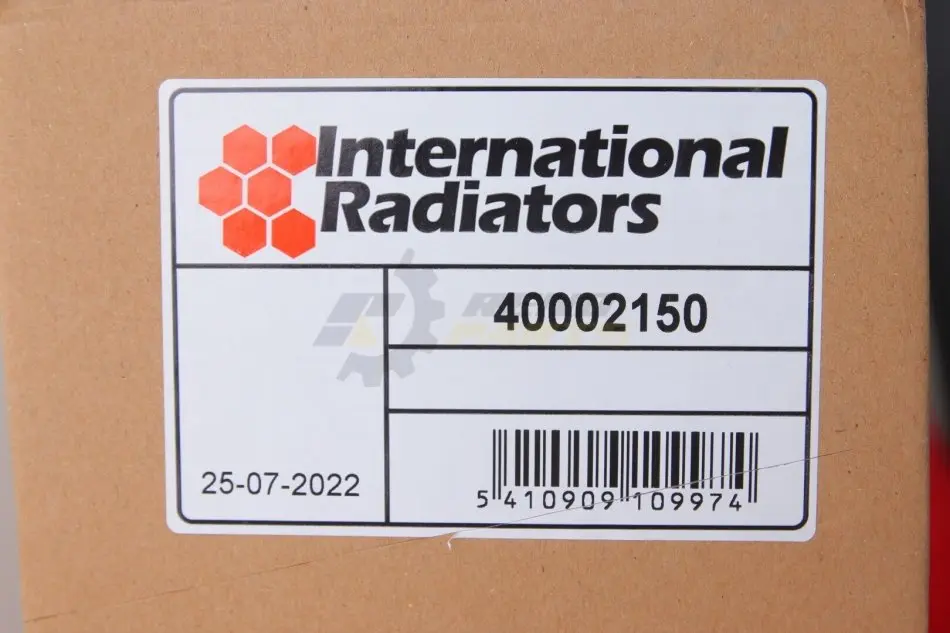 International
Radiators
40002150
25-07-2022
5 410909 109974